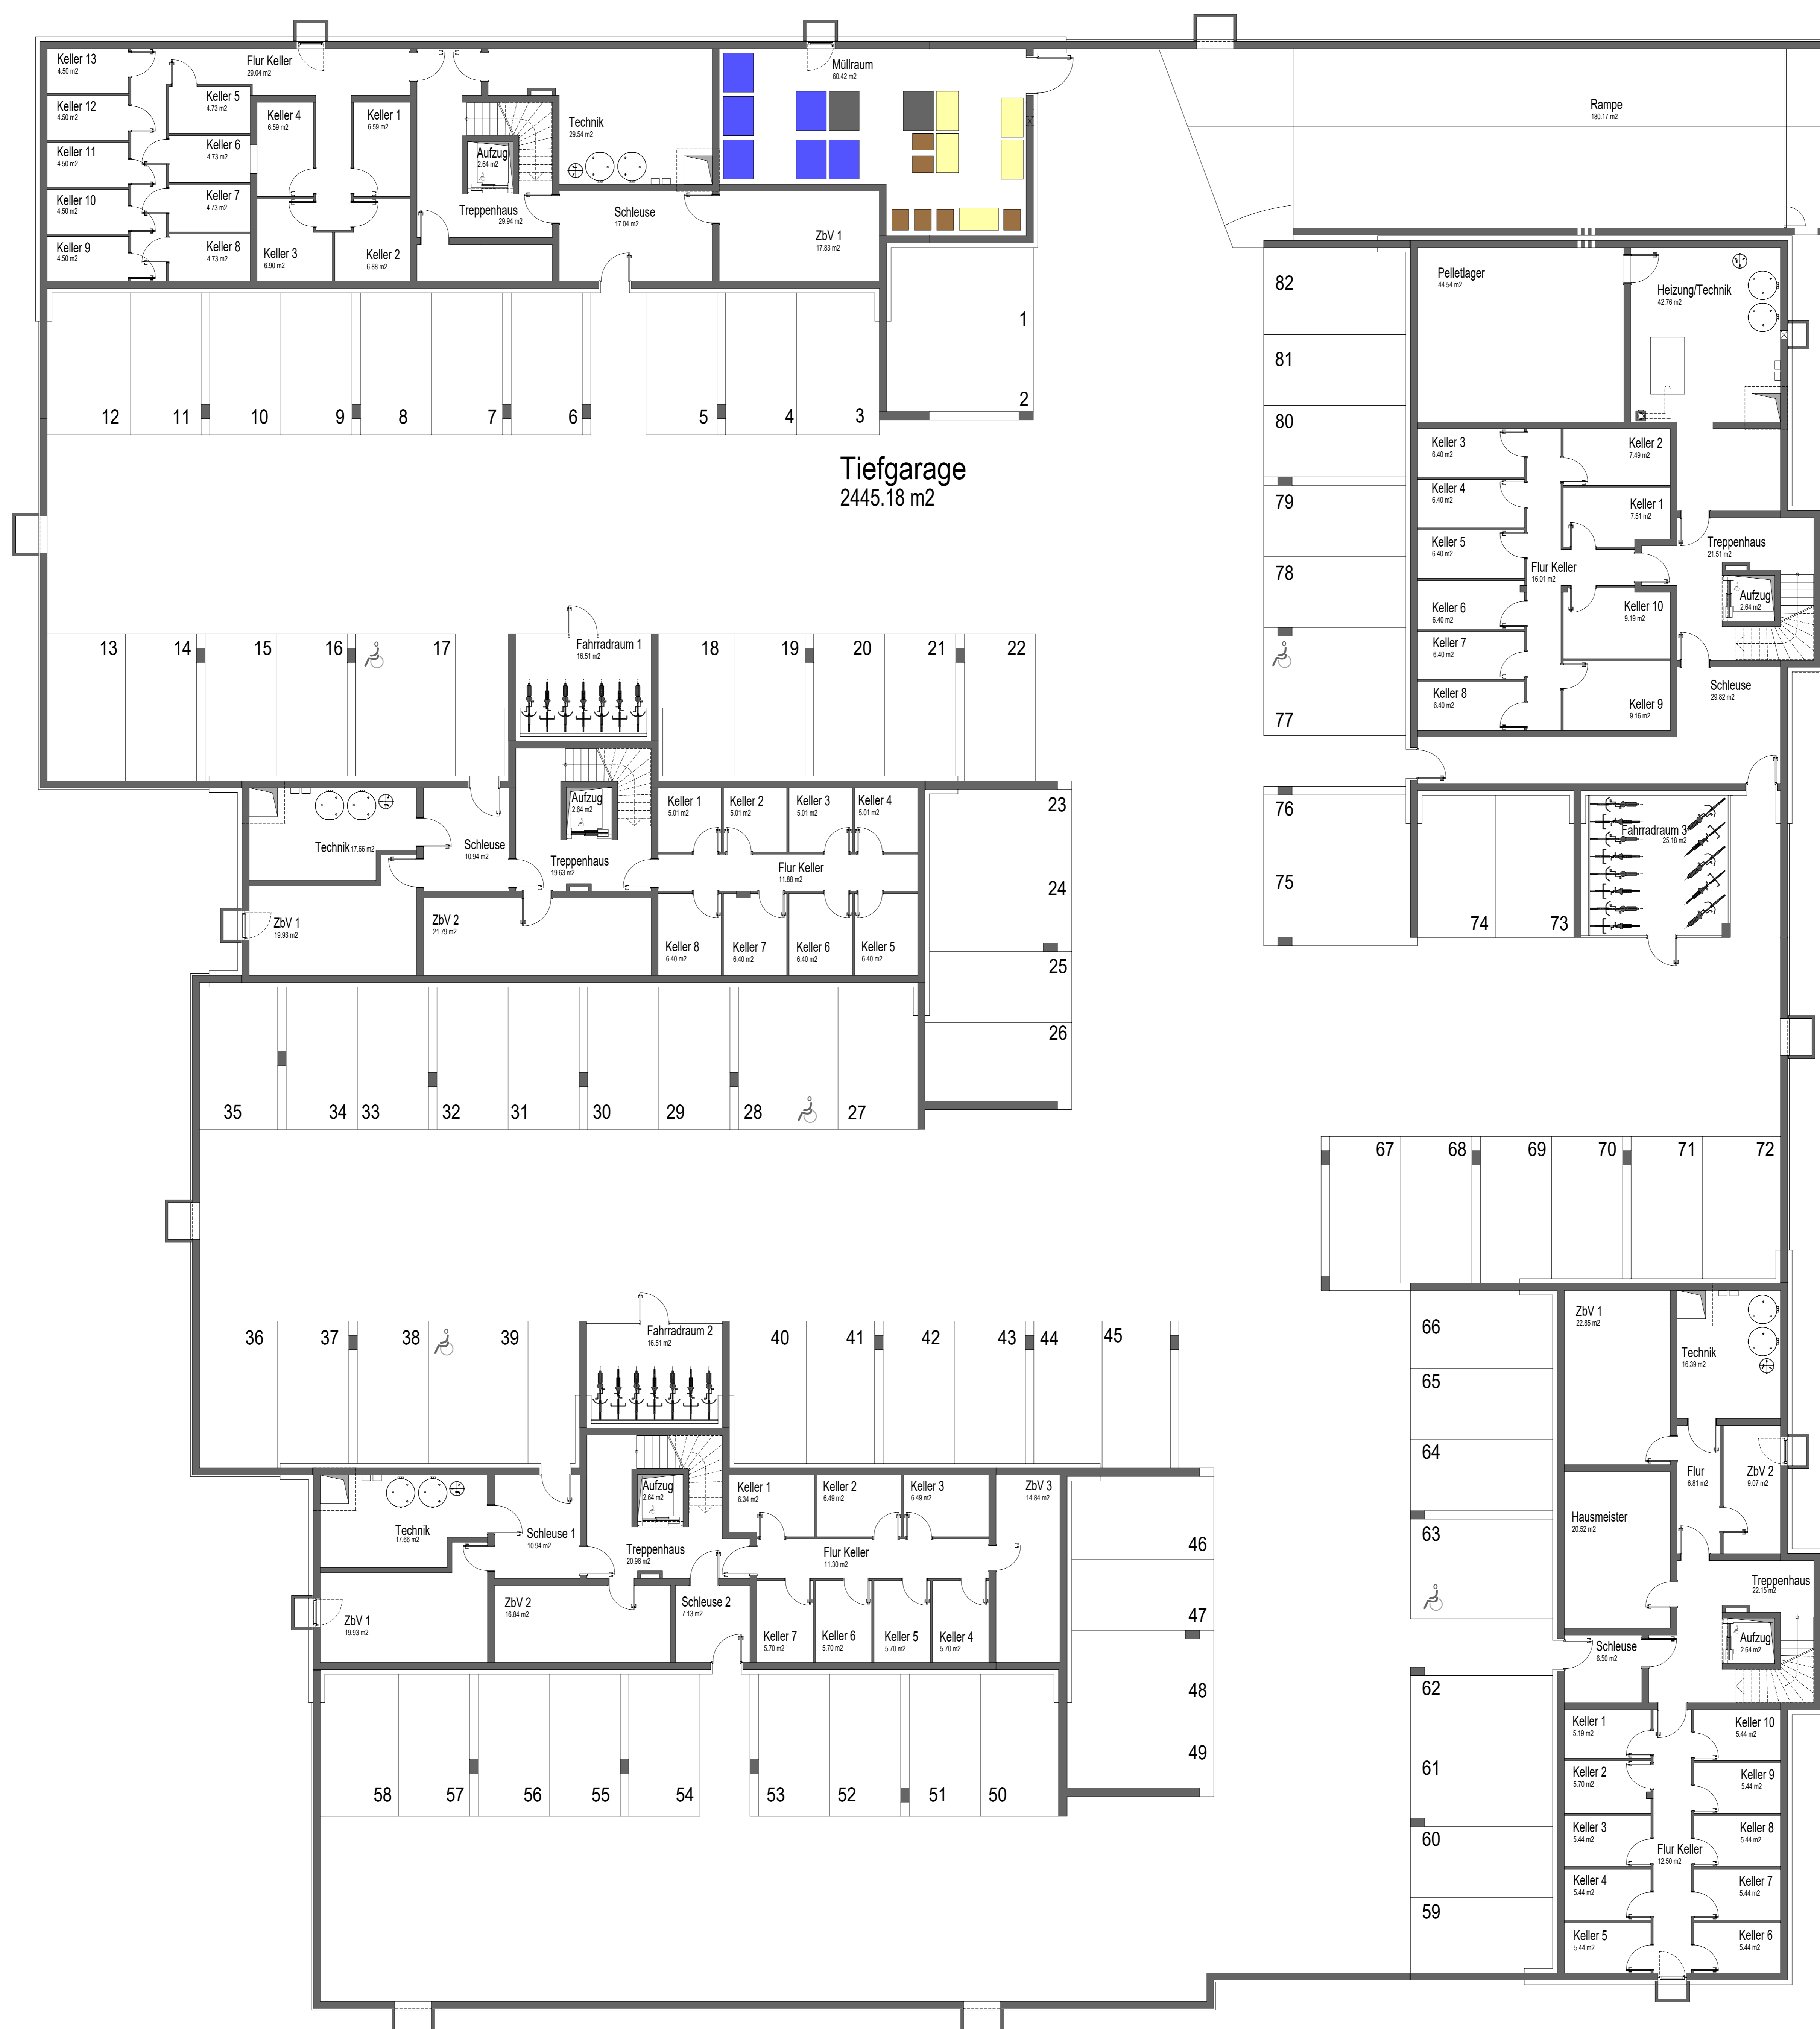 Keller 13
4.50 m2
Keller 12
4.50 m2
Keller 11
4.50 m2
Keller 10
4.50 m2
Keller 9
4.50 m2
Flur Keller
29.04 m2
Keller 5
4.73 m2
Keller 6
4.73 m2
Keller 7
4.73 m2
Keller 8
4.73 m2
Keller 4
6.59 m2
Keller 1
6.59 m2
Keller 3
6.90 m2
Keller 2
6.88 m2
Aufzug
2.64 m2
Treppenhaus
29.94 m2
Technik
29.54 m2
Schleuse
17.04 m2
Müllraum
60.42 m2
ZbV 1
17.83 m2
Rampe
180.17 m2
1
2
12
11
10
9
8
7
6
5
4
3
Tiefgarage
2445.18 m2
82
81
80
79
78
77
76
75
74
73
Pelletlager
44.54 m2
Heizung/Technik
42.76 m2
Keller 3
6.40 m2
Keller 4
6.40 m2
Keller 5
6.40 m2
Keller 6
6.40 m2
Keller 7
6.40 m2
Keller 8
6.40 m2
Keller 2
7.49 m2
Keller 1
7.51 m2
Flur Keller
16.01 m2
Keller 10
9.19 m2
Keller 9
9.16 m2
Treppenhaus
21.51 m2
Aufzug
2.64 m2
Schleuse
29.82 m2
Fahrradraum 3
25.18 m2
13
14
15
16
17
Fahrradraum 1
16.51 m2
18
19
20
21
22
Technik 17.66 m2
Schleuse
10.94 m2
Aufzug
2.64 m2
Treppenhaus
19.63 m2
ZbV 1
19.93 m2
ZbV 2
21.79 m2
Keller 1
5.01 m2
Keller 2
5.01 m2
Keller 3
5.01 m2
Keller 4
5.01 m2
Flur Keller
11.88 m2
Keller 8
6.40 m2
Keller 7
6.40 m2
Keller 6
6.40 m2
Keller 5
6.40 m2
23
24
25
26
35
34
33
32
31
30
29
28
27
67
68
69
70
71
72
36
37
38
39
Fahrradraum 2
16.51 m2
40
41
42
43
44
45
Technik
17.66 m2
Schleuse 1
10.94 m2
Aufzug
2.64 m2
Treppenhaus
20.98 m2
ZbV 1
19.93 m2
ZbV 2
16.84 m2
Schleuse 2
7.13 m2
Keller 1
6.34 m2
Keller 2
6.49 m2
Keller 3
6.49 m2
ZbV 3
14.84 m2
Flur Keller
11.30 m2
Keller 7
5.70 m2
Keller 6
5.70 m2
Keller 5
5.70 m2
Keller 4
5.70 m2
46
47
48
49
58
57
56
55
54
53
52
51
50
66
65
64
63
62
61
60
59
ZbV 1
22.85 m2
Technik
16.39 m2
Flur
6.81 m2
ZbV 2
9.07 m2
Hausmeister
20.52 m2
Treppenhaus
22.15 m2
Aufzug
2.64 m2
Schleuse
6.50 m2
Keller 1
5.19 m2
Keller 10
5.44 m2
Keller 2
5.70 m2
Keller 9
5.44 m2
Keller 3
5.44 m2
Keller 8
5.44 m2
Flur Keller
12.50 m2
Keller 4
5.44 m2
Keller 7
5.44 m2
Keller 5
5.44 m2
Keller 6
5.44 m2